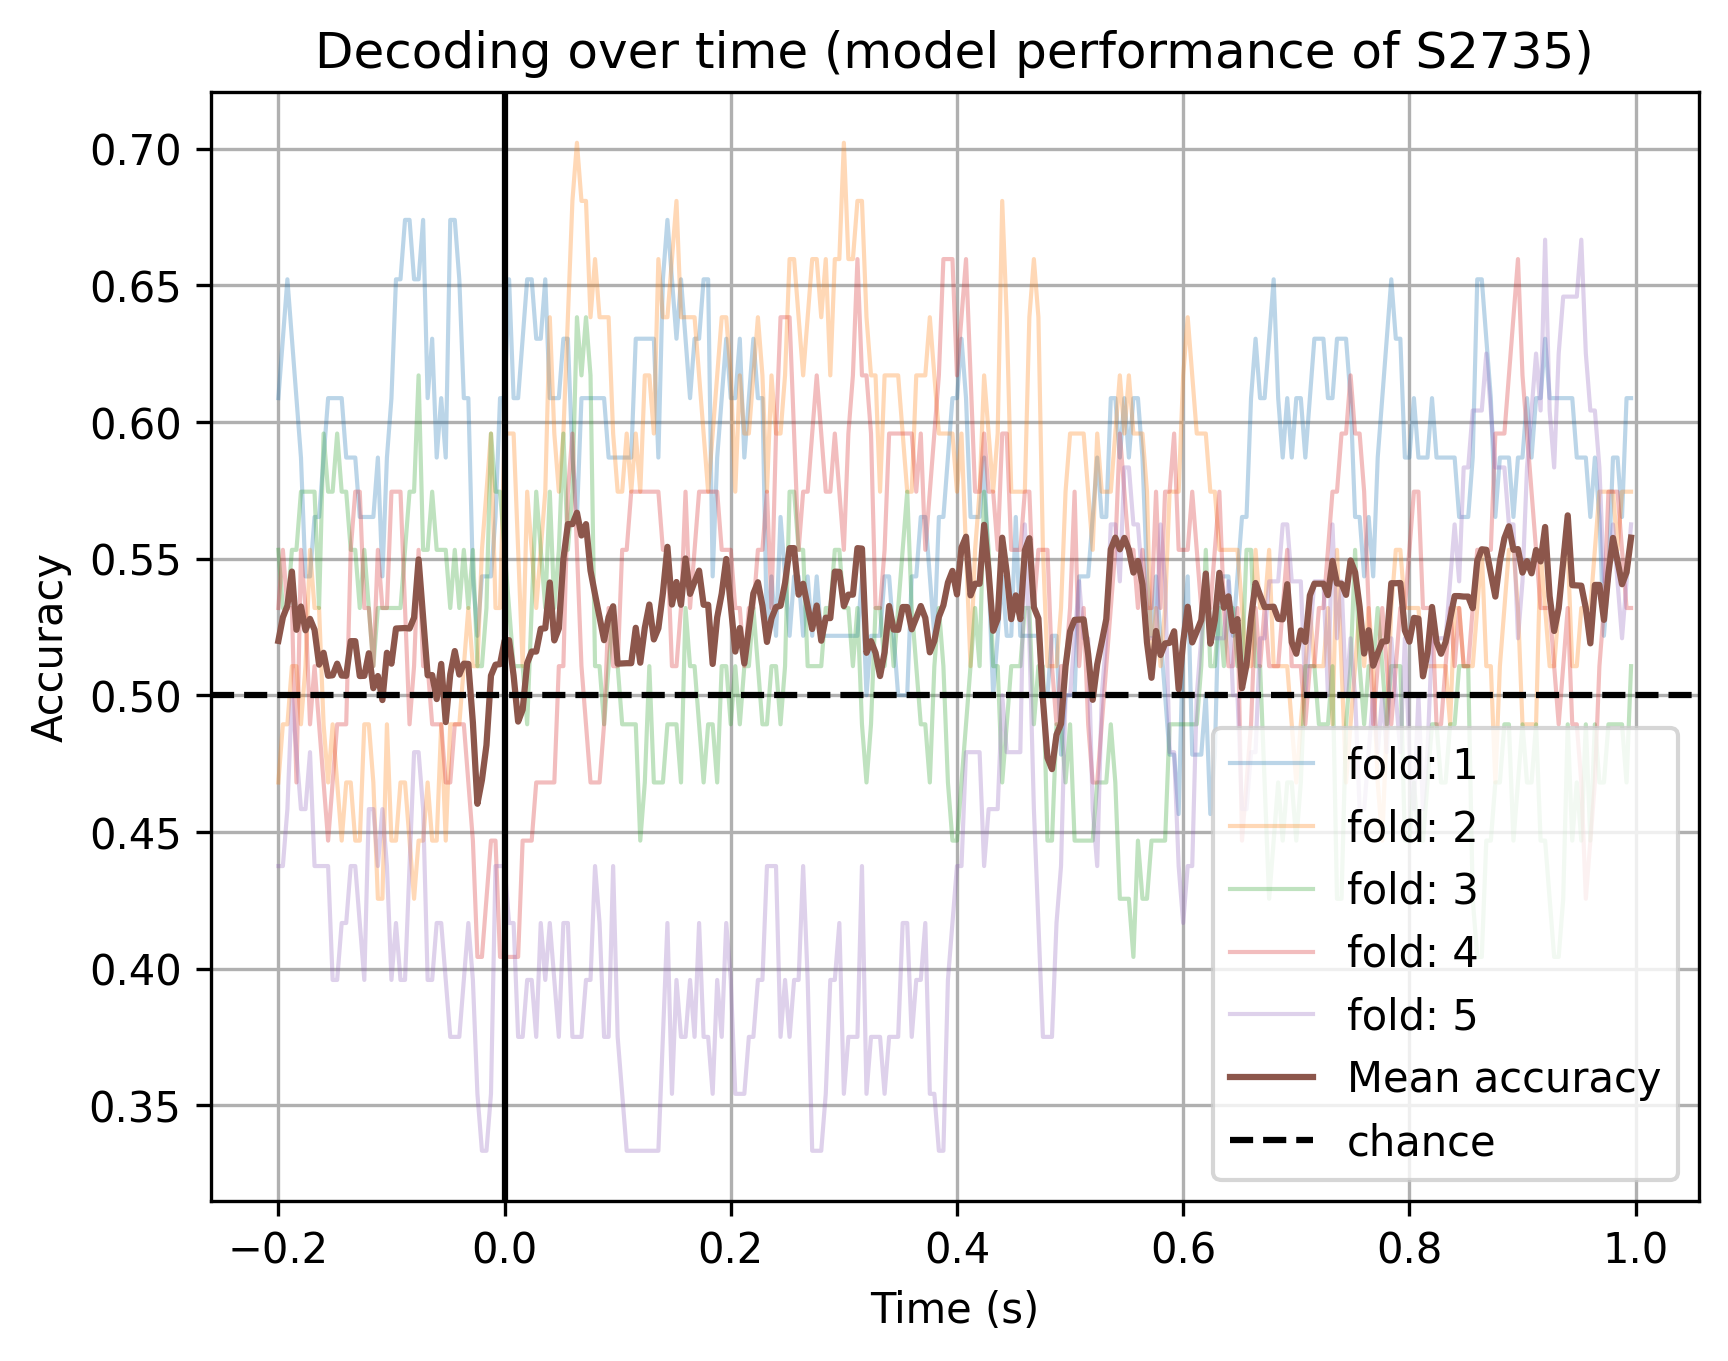 Decoding over time (model performance of S2735)
Accuracy
0.70
0.65
0.60
0.55
0.50
0.45
0.40
0.35
−0.2
0.0
0.2
0.4
0.6
0.8
1.0
Time (s)
fold: 1
fold: 2
fold: 3
fold: 4
fold: 5
Mean accuracy
chance